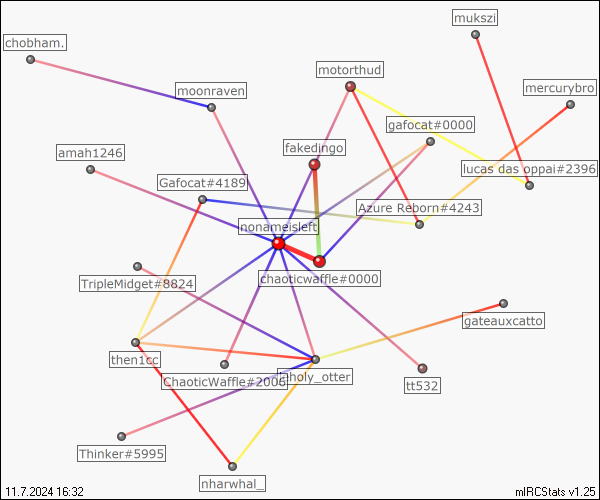 mukszi
chobham.
motorthud
moonraven
mercurybro
gafocat#0000
fakedingo
amah1246
lucas das oppai#2396
Gafocat#4189
Azure Reborn#4243
nonameisleft
chaoticwaffle#0000
TripleMidget#8824
gateauxcatto
then1cc
ChaoticWaffle#2006
holy_otter
tt532
Thinker#5995
nharwhal_
11.7.2024 16:32
mIRCStats v1.25